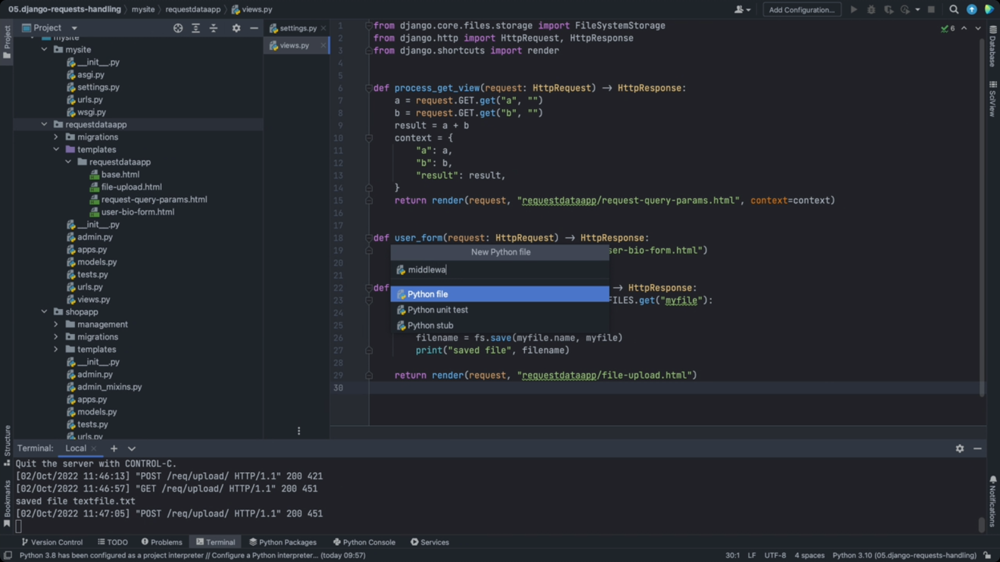 05.django-requests-handling
mysite
requestdataapp
views.py
Add Configuration...
Project
Project
mysite
mysite
__init__.py
asgi.py
settings.py
urls.py
wsgi.py
requestdataapp
migrations
templates
requestdataapp
base.html
file-upload.html
request-query-params.html
user-bio-form.html
__init__.py
admin.py
apps.py
models.py
tests.py
urls.py
views.py
shopapp
management
migrations
templates
__init__.py
admin.py
admin_mixins.py
apps.py
models.py
tests.py
urls.py
settings.py
views.py
1 from django.core.files.storage import FileSystemStorage
2 from django.http import HttpRequest, HttpResponse
3 from django.shortcuts import render
4
5
6 def process_get_view(request: HttpRequest) -> HttpResponse:
7 a = request.GET.get("a", "")
8 b = request.GET.get("b", "")
9 result = a + b
10 context = {
11 "a": a,
12 "b": b,
13 "result": result,
14 }
15 return render(request, "requestdataapp/request-query-params.html", context=context)
16
17
18 def user_form(request: HttpRequest) -> HttpResponse:
19 ser-bio-form.html")
20
21
22 def -> HttpResponse:
23 FILES.get("myfile"):
24
25
26 filename = fs.save(myfile.name, myfile)
27 print("saved file", filename)
28
29 return render(request, "requestdataapp/file-upload.html")
30
New Python file
middlewa
Python file
Python unit test
Python stub
6
Database
SciView
Notifications
Structure
Bookmarks
Terminal:
Local
Quit the server with CONTROL-C.
[02/Oct/2022 11:46:13] "POST /req/upload/ HTTP/1.1" 200 421
[02/Oct/2022 11:46:57] "GET /req/upload/ HTTP/1.1" 200 451
saved file textfile.txt
[02/Oct/2022 11:47:05] "POST /req/upload/ HTTP/1.1" 200 451
Version Control
TODO
Problems
Terminal
Python Packages
Python Console
Services
Python 3.8 has been configured as a project interpreter // Configure a Python interpreter... (today 09:57)
30:1
LF
UTF-8
4 spaces
Python 3.10 (05.django-requests-handling)